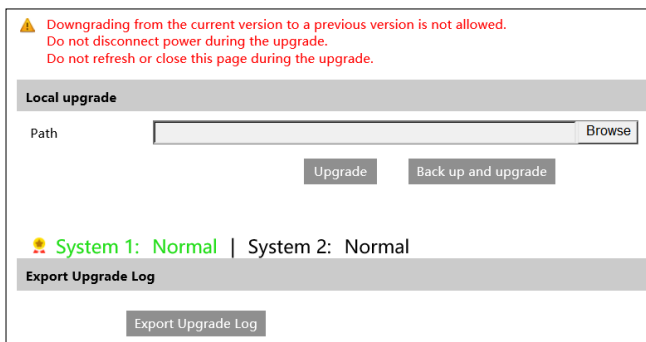 Downgrading from the current version to a previous version is not allowed.
Do not disconnect power during the upgrade.
Do not refresh or close this page during the upgrade.
Local upgrade
Path Browse
Upgrade Back up and upgrade
System 1: Normal | System 2: Normal
Export Upgrade Log
Export Upgrade Log